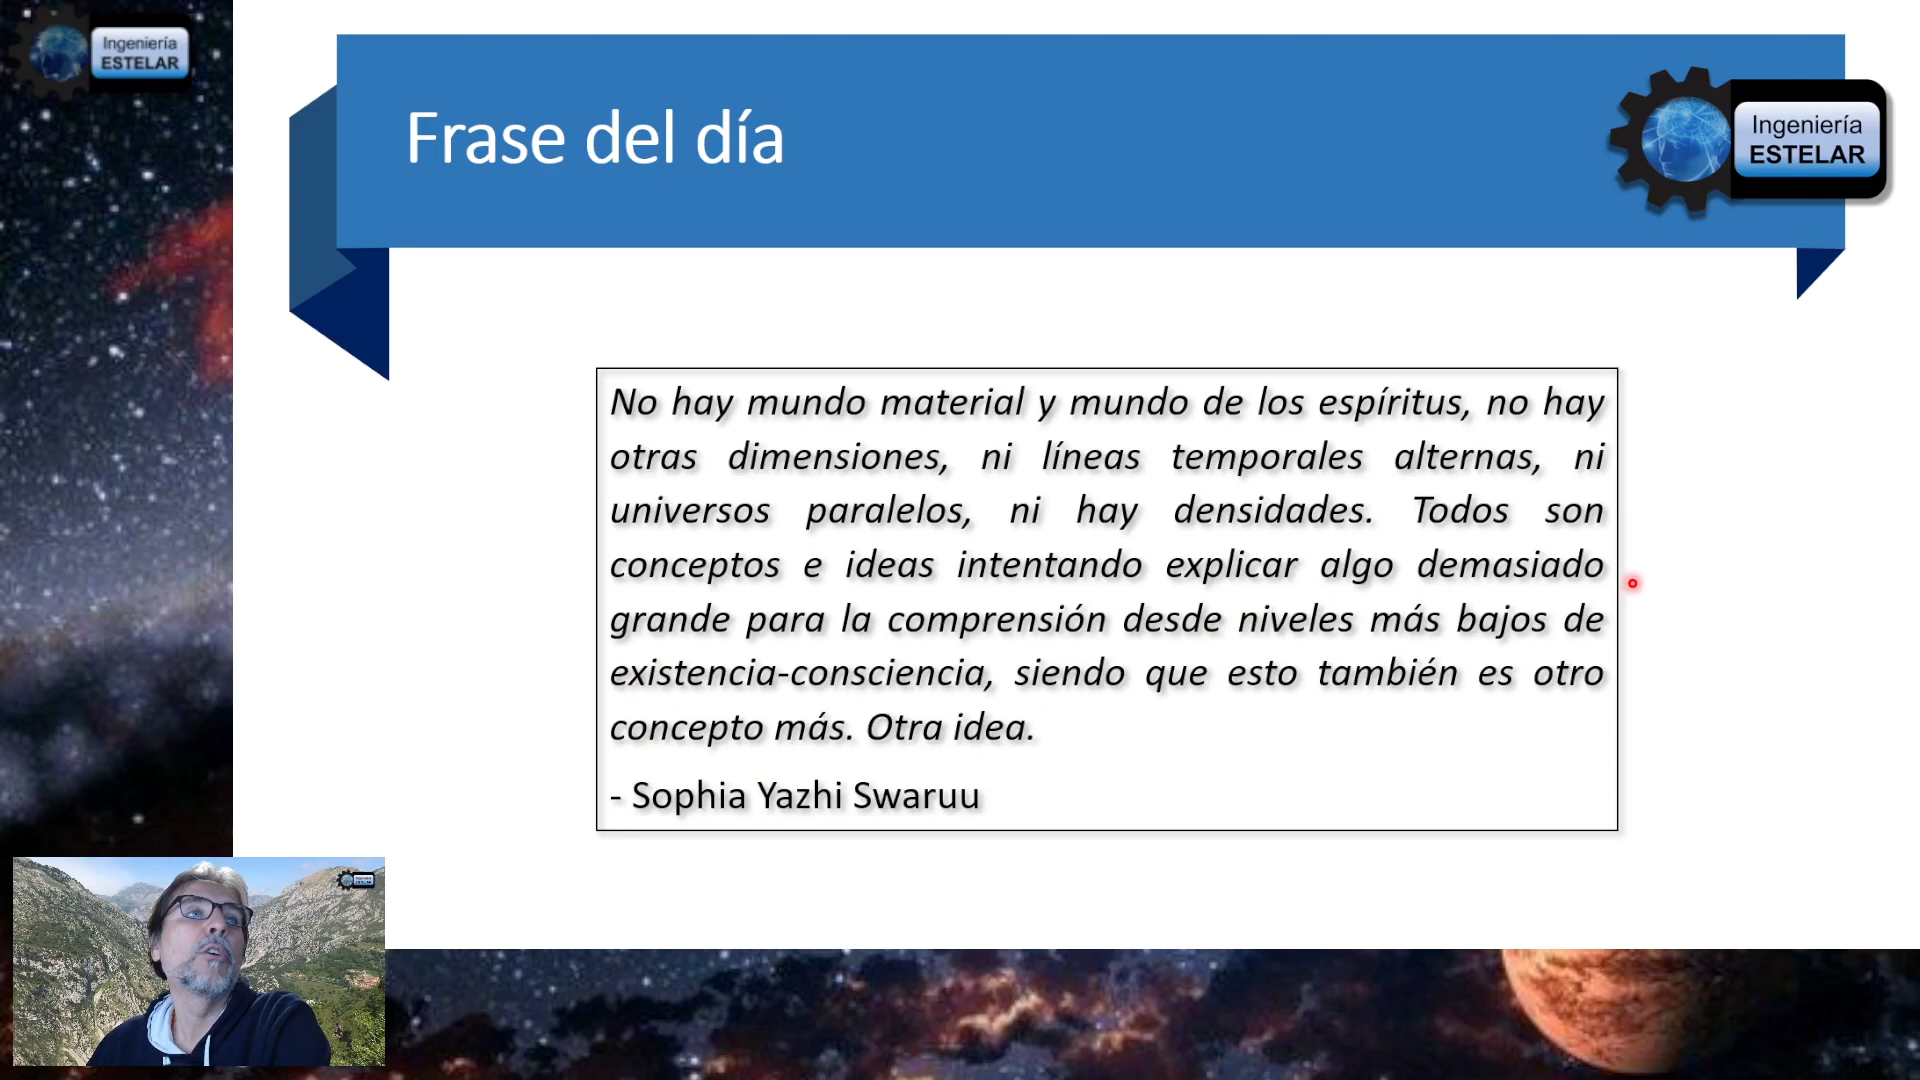 Ingeniería
ESTELAR
Frase del día
Ingeniería
ESTELAR
No hay mundo material y mundo de los espíritus, no hay
otras dimensiones, ni líneas temporales alternas, ni
universos paralelos, ni hay densidades. Todos son
conceptos e ideas intentando explicar algo demasiado
grande para la comprensión desde niveles más bajos de
existencia-consciencia, siendo que esto también es otro
concepto más. Otra idea.
- Sophia Yazhi Swaruu